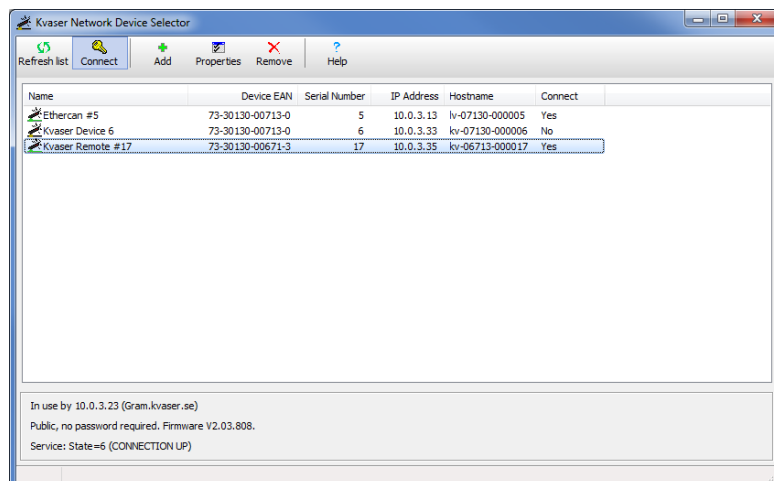 Kvaser Network Device Selector
Refresh list Connect Add Properties Remove Help
Name Device EAN Serial Number IP Address Hostname Connect
Ethercan #5 73-30130-00713-0 5 10.0.3.13 lv-07130-000005 Yes
Kvaser Device 6 73-30130-00713-0 6 10.0.3.33 kv-07130-000006 No
Kvaser Remote #17 73-30130-00671-3 17 10.0.3.35 kv-06713-000017 Yes
In use by 10.0.3.23 (Gram.kvaser.se)
Public, no password required. Firmware V2.03.808.
Service: State=6 (CONNECTION UP)